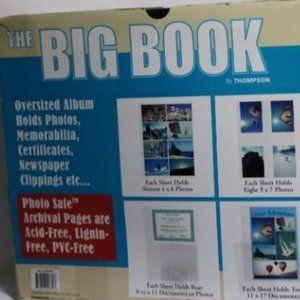 THE
BIG BOOK
By THOMPSON
Oversized Album
Holds Photos,
Memorabilia,
Certificates,
Newspaper
Clippings etc...
Each Sheet Holds
Sixteen 4 x 6 Photos
Each Sheet Holds
Eight 5 x 7 Photos
Photo Safe™
Archival Pages are
Acid-Free, Lignin-
Free, PVC-Free
Each Sheet Holds Four
8-1/2 x 11 Documents or Photos
Each Sheet Holds Two
11 x 17 Documents